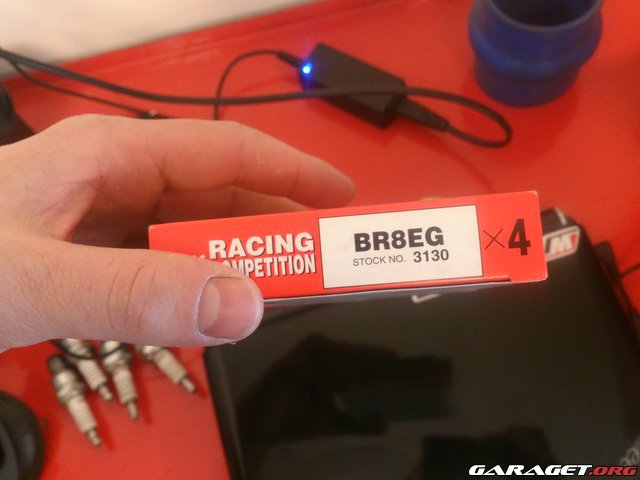 RACING
COMPETITION
BR8EG
STOCK NO. 3130
×4
GARAGET.ORG